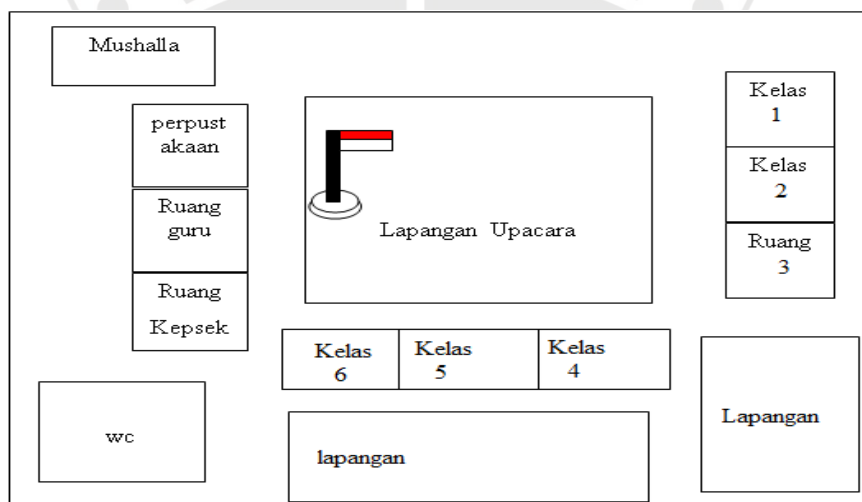 Mushalla
perpust
akaan
Ruang
guru
Ruang
Kepsek
wc
Lapangan Upacara
Kelas
1
Kelas
2
Ruang
3
Kelas
6
Kelas
5
Kelas
4
lapangan
Lapangan